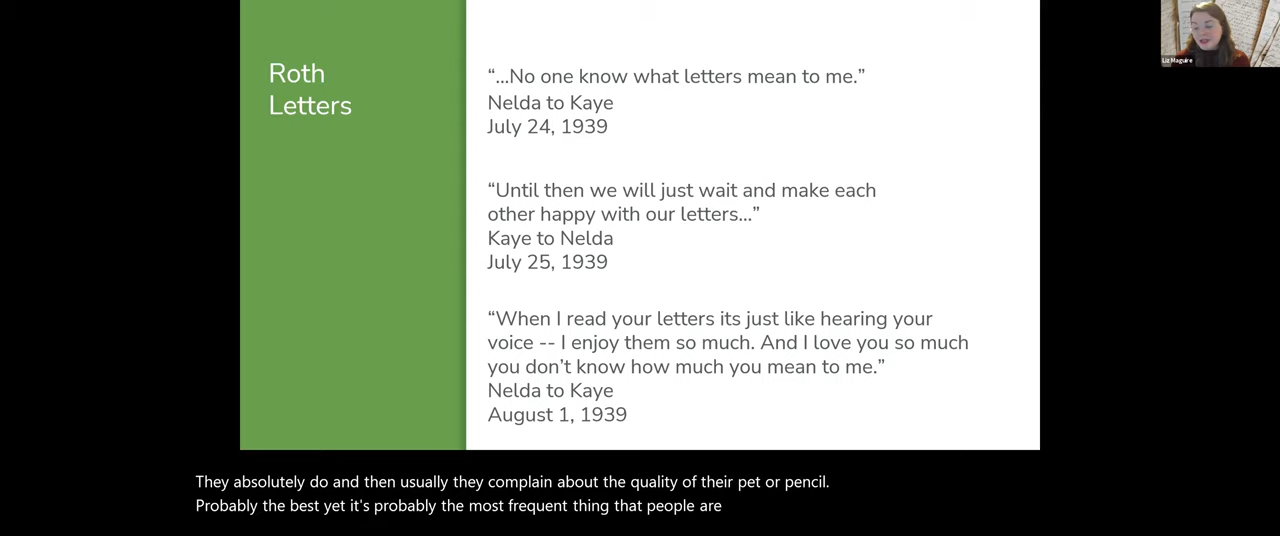 Roth
Letters
“...No one know what letters mean to me.”
Nelda to Kaye
July 24, 1939
“Until then we will just wait and make each
other happy with our letters...”
Kaye to Nelda
July 25, 1939
“When I read your letters its just like hearing your
voice -- I enjoy them so much. And I love you so much
you don’t know how much you mean to me.”
Nelda to Kaye
August 1, 1939
Liz Maguire
They absolutely do and then usually they complain about the quality of their pet or pencil.
Probably the best yet it's probably the most frequent thing that people are